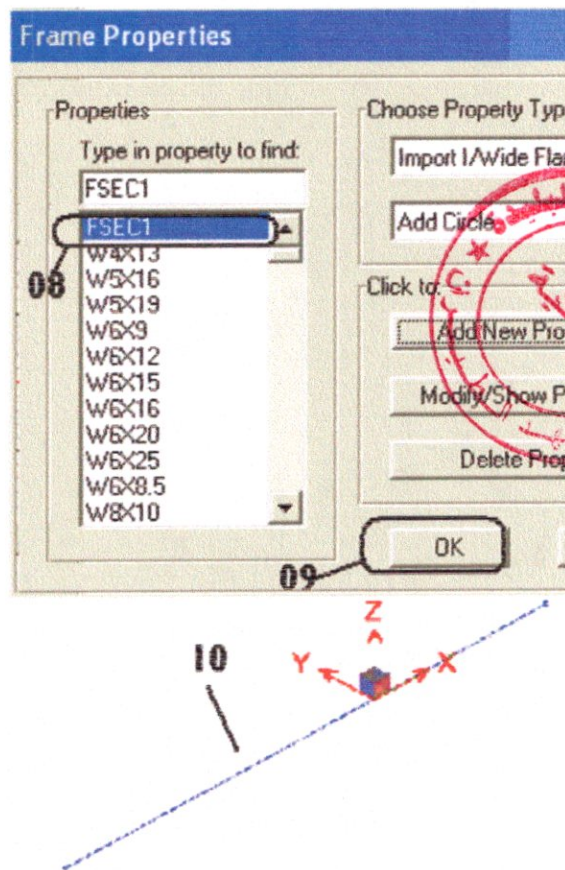 Frame Properties
Properties
Type in property to find:
FSEC1
FSEC1
W4X13
W5X16
W5X19
W6X9
W6X12
W6X15
W6X16
W6X20
W6X25
W6X8.5
W8X10
08
Choose Property Typ
Import I/Wide Fla
Add Circle
Click to:
Add New Pro
Modify/Show P
Delete Prop
OK
09
10
Z
Y
X